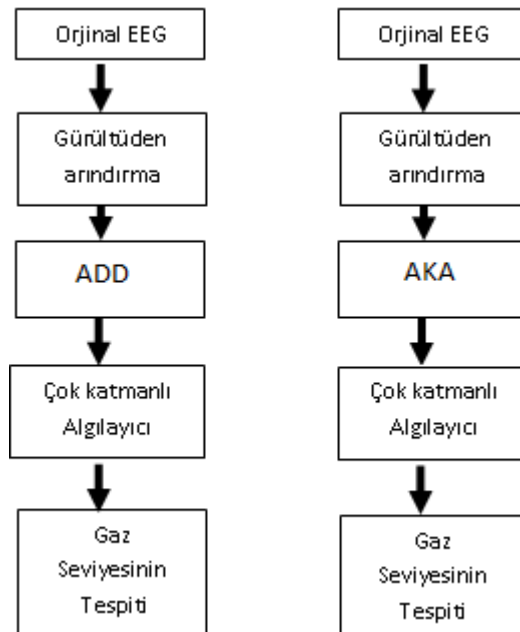 Orjinal EEG
Gürültüden
arındırma
ADD
Çok katmanlı
Algılayıcı
Gaz
Seviyesinin
Tespiti
Orjinal EEG
Gürültüden
arındırma
AKA
Çok katmanlı
Algılayıcı
Gaz
Seviyesinin
Tespiti